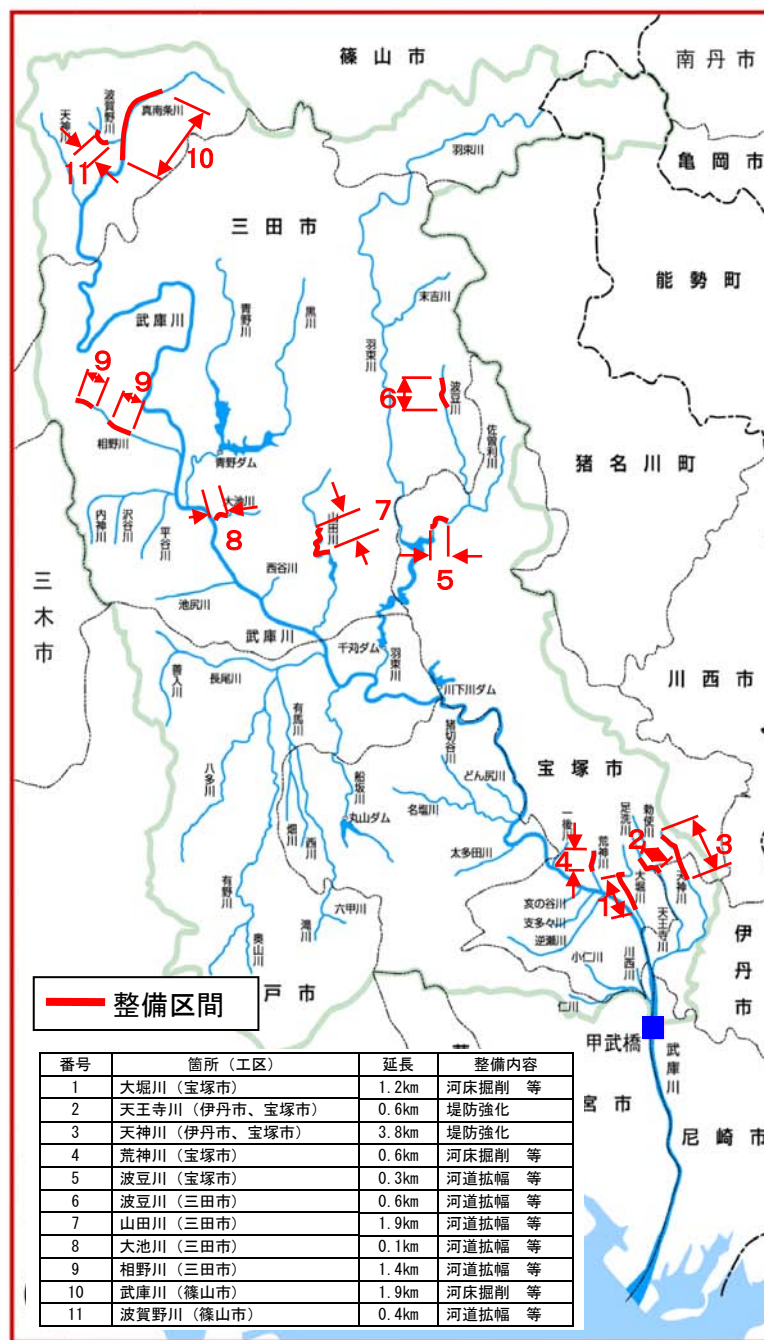 篠山市
南丹市
亀岡市
能勢町
猪名川町
川西市
伊丹市
尼崎市
三木市
三田市
宝塚市
戸市
宮市
天神川
波賀野川
真南条川
10
11
羽束川
武庫川
青野川
黒川
末吉川
羽束川
9
9
6
波豆川
佐曽利川
相野川
青野ダム
大池川
8
山田川
7
5
内神川
沢谷川
平谷川
西谷川
池尻川
武庫川
千苅ダム
羽束川
川下川ダム
善入川
長尾川
有馬川
八多川
船坂川
丸山ダム
畑川
西川
有野川
奥山川
滝川
六甲川
猪切谷川
どん尻川
名塩川
太多田川
一後川
荒神川
足洗川
勅使川
4
2
3
1
大堀川
天神川
天王寺川
亥の谷川
支多々川
逆瀬川
小仁川
川西川
仁川
甲武橋
武庫川
整備区間
番号 箇所（工区） 延長 整備内容
1 大堀川（宝塚市） 1.2km 河床掘削 等
2 天王寺川（伊丹市、宝塚市） 0.6km 堤防強化
3 天神川（伊丹市、宝塚市） 3.8km 堤防強化
4 荒神川（宝塚市） 0.6km 河床掘削 等
5 波豆川（宝塚市） 0.3km 河道拡幅 等
6 波豆川（三田市） 0.6km 河道拡幅 等
7 山田川（三田市） 1.9km 河道拡幅 等
8 大池川（三田市） 0.1km 河道拡幅 等
9 相野川（三田市） 1.4km 河道拡幅 等
10 武庫川（篠山市） 1.9km 河床掘削 等
11 波賀野川（篠山市） 0.4km 河道拡幅 等